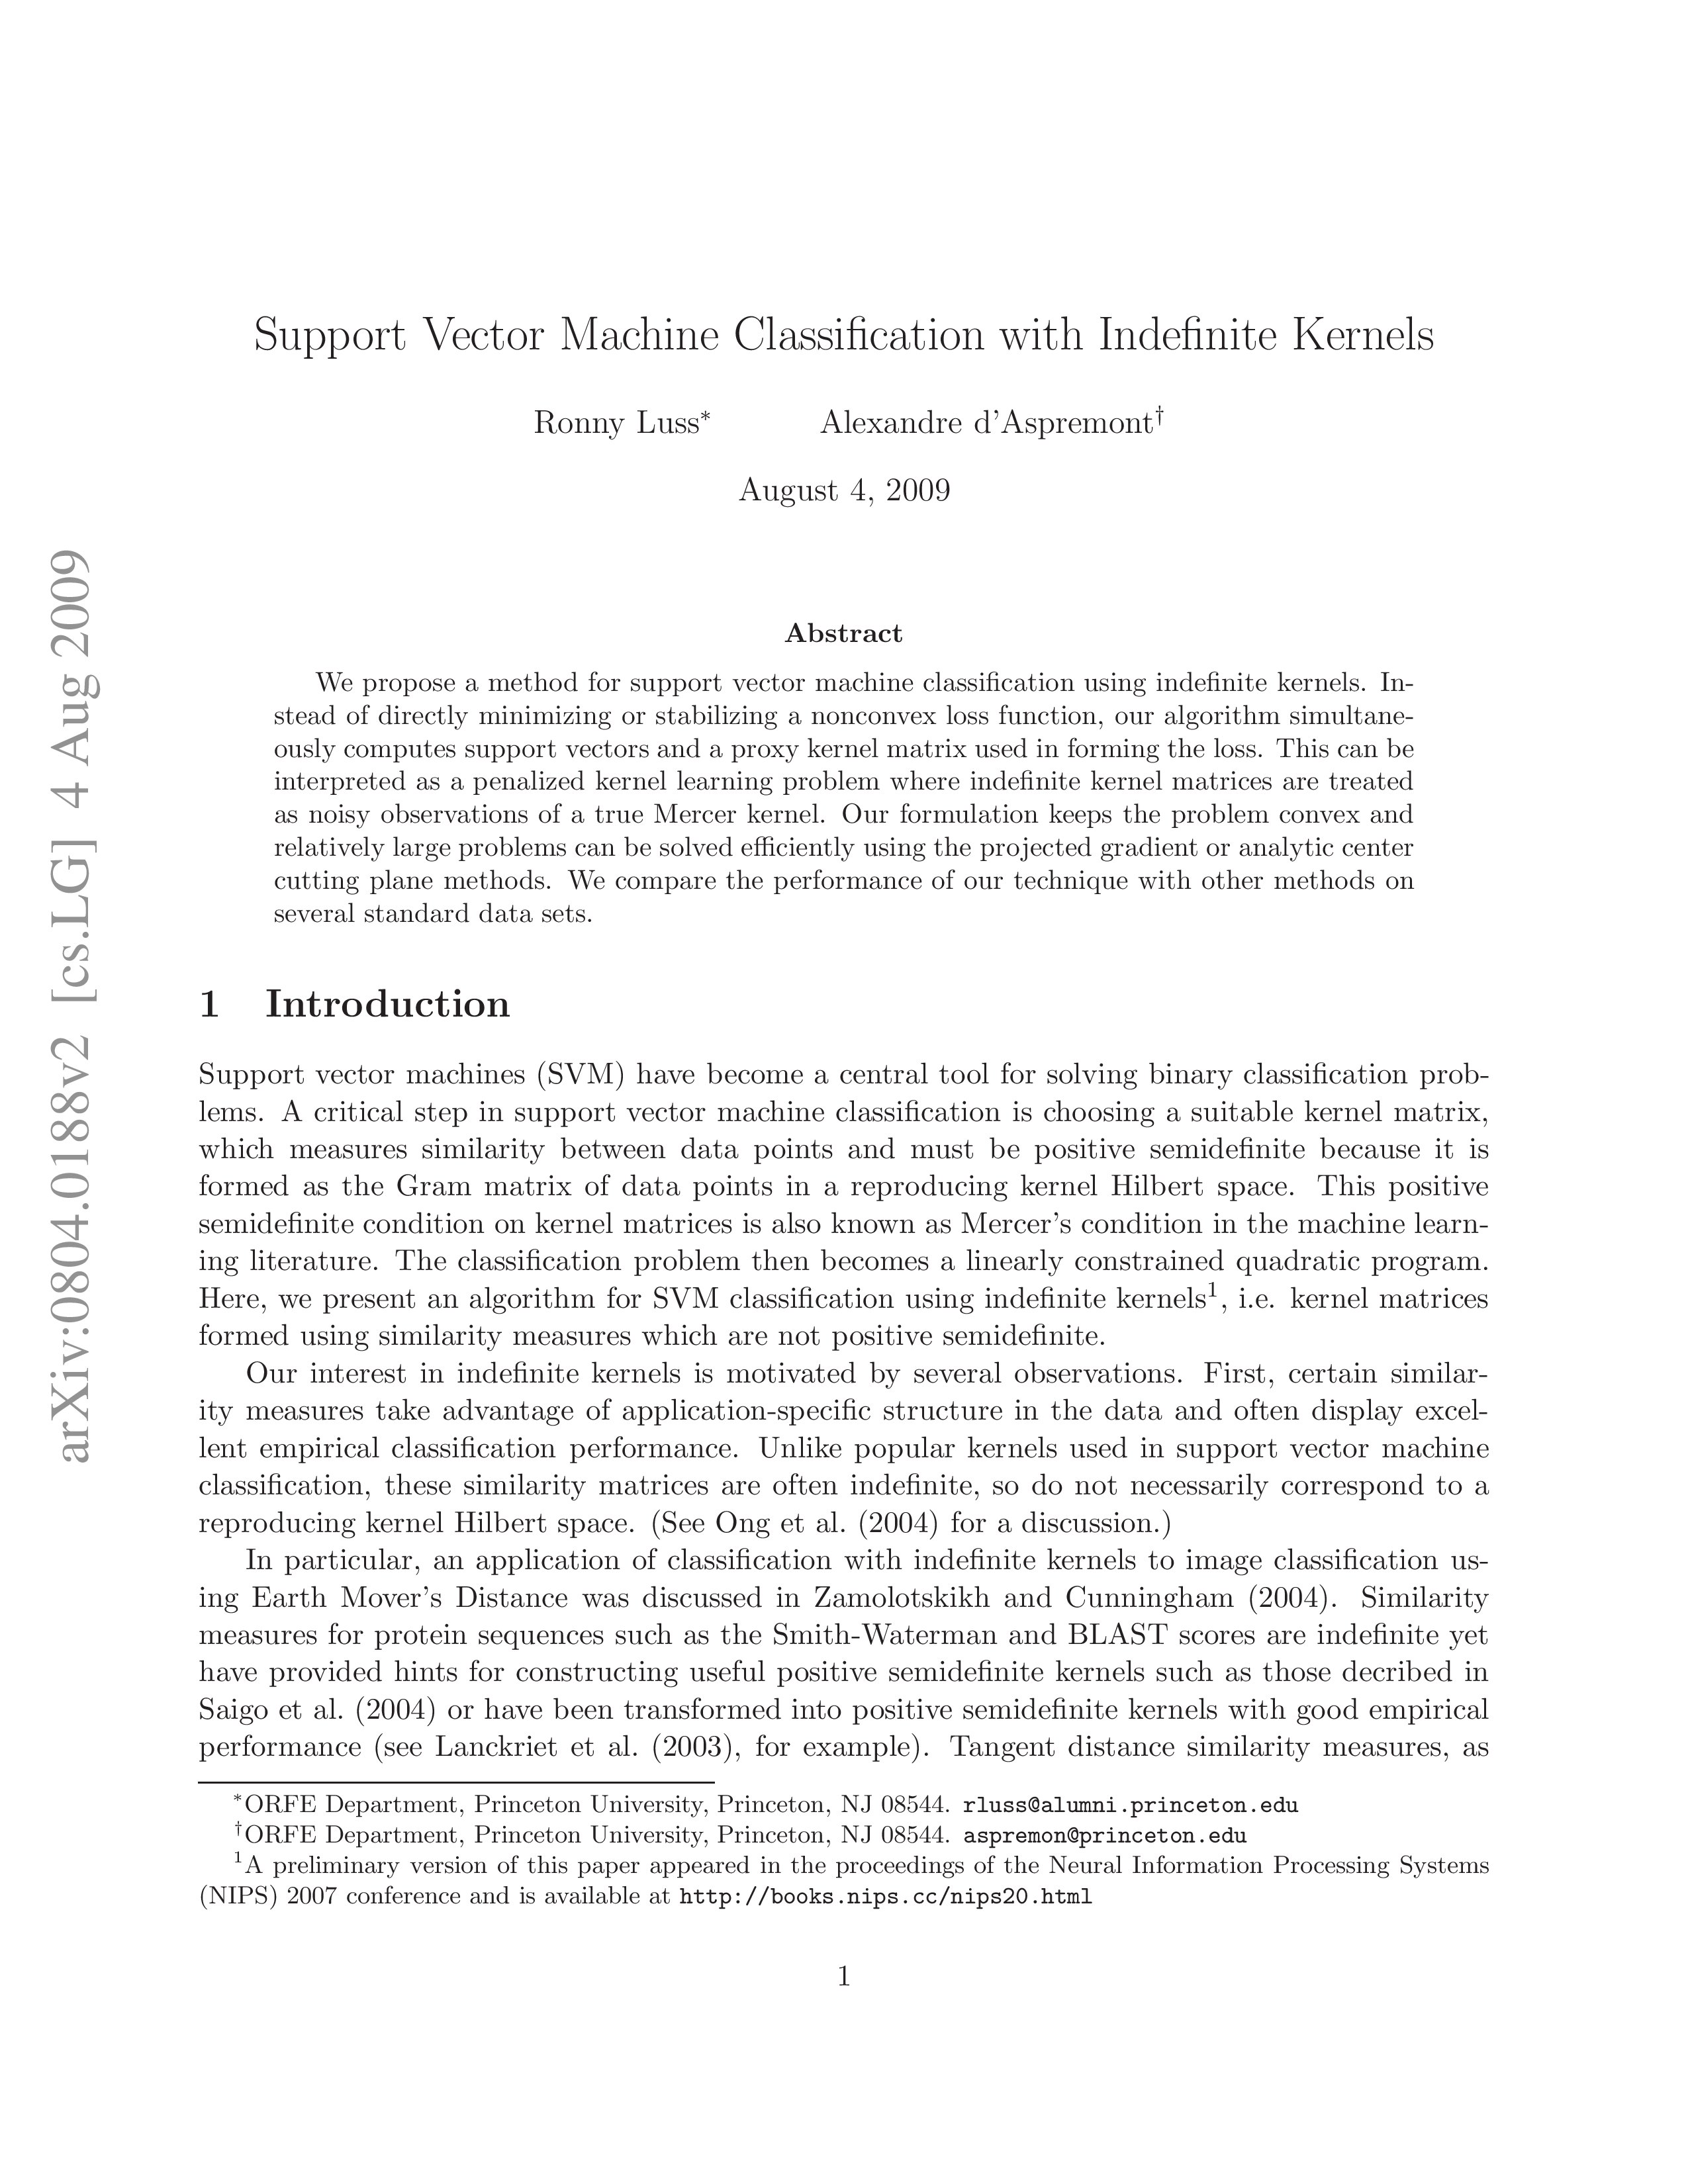 Support Vector Machine Classification with Indefinite Kernels
Ronny Luss* Alexandre d'Aspremont†
August 4, 2009
arXiv:0804.0188v2 [cs.LG] 4 Aug 2009
Abstract
We propose a method for support vector machine classification using indefinite kernels. In-
stead of directly minimizing or stabilizing a nonconvex loss function, our algorithm simultane-
ously computes support vectors and a proxy kernel matrix used in forming the loss. This can be
interpreted as a penalized kernel learning problem where indefinite kernel matrices are treated
as noisy observations of a true Mercer kernel. Our formulation keeps the problem convex and
relatively large problems can be solved efficiently using the projected gradient or analytic center
cutting plane methods. We compare the performance of our technique with other methods on
several standard data sets.
1 Introduction
Support vector machines (SVM) have become a central tool for solving binary classification prob-
lems. A critical step in support vector machine classification is choosing a suitable kernel matrix,
which measures similarity between data points and must be positive semidefinite because it is
formed as the Gram matrix of data points in a reproducing kernel Hilbert space. This positive
semidefinite condition on kernel matrices is also known as Mercer's condition in the machine learn-
ing literature. The classification problem then becomes a linearly constrained quadratic program.
Here, we present an algorithm for SVM classification using indefinite kernels¹, i.e. kernel matrices
formed using similarity measures which are not positive semidefinite.
Our interest in indefinite kernels is motivated by several observations. First, certain similar-
ity measures take advantage of application-specific structure in the data and often display excel-
lent empirical classification performance. Unlike popular kernels used in support vector machine
classification, these similarity matrices are often indefinite, so do not necessarily correspond to a
reproducing kernel Hilbert space. (See Ong et al. (2004) for a discussion.)
In particular, an application of classification with indefinite kernels to image classification us-
ing Earth Mover's Distance was discussed in Zamolotskikh and Cunningham (2004). Similarity
measures for protein sequences such as the Smith-Waterman and BLAST scores are indefinite yet
have provided hints for constructing useful positive semidefinite kernels such as those decribed in
Saigo et al. (2004) or have been transformed into positive semidefinite kernels with good empirical
performance (see Lanckriet et al. (2003), for example). Tangent distance similarity measures, as
*ORFE Department, Princeton University, Princeton, NJ 08544. rluss@alumni.princeton.edu
†ORFE Department, Princeton University, Princeton, NJ 08544. aspremon@princeton.edu
¹A preliminary version of this paper appeared in the proceedings of the Neural Information Processing Systems
(NIPS) 2007 conference and is available at http://books.nips.cc/nips20.html
1